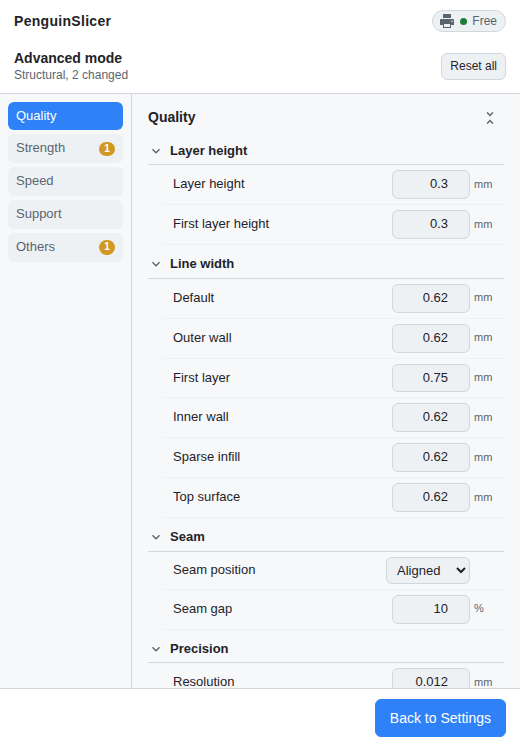 PenguinSlicer
Free
Advanced mode
Structural, 2 changed
Reset all
Quality
Strength 1
Speed
Support
Others 1
Quality
Layer height
Layer height 0.3 mm
First layer height 0.3 mm
Line width
Default 0.62 mm
Outer wall 0.62 mm
First layer 0.75 mm
Inner wall 0.62 mm
Sparse infill 0.62 mm
Top surface 0.62 mm
Seam
Seam position Aligned
Seam gap 10 %
Precision
Resolution 0.012 mm
Back to Settings